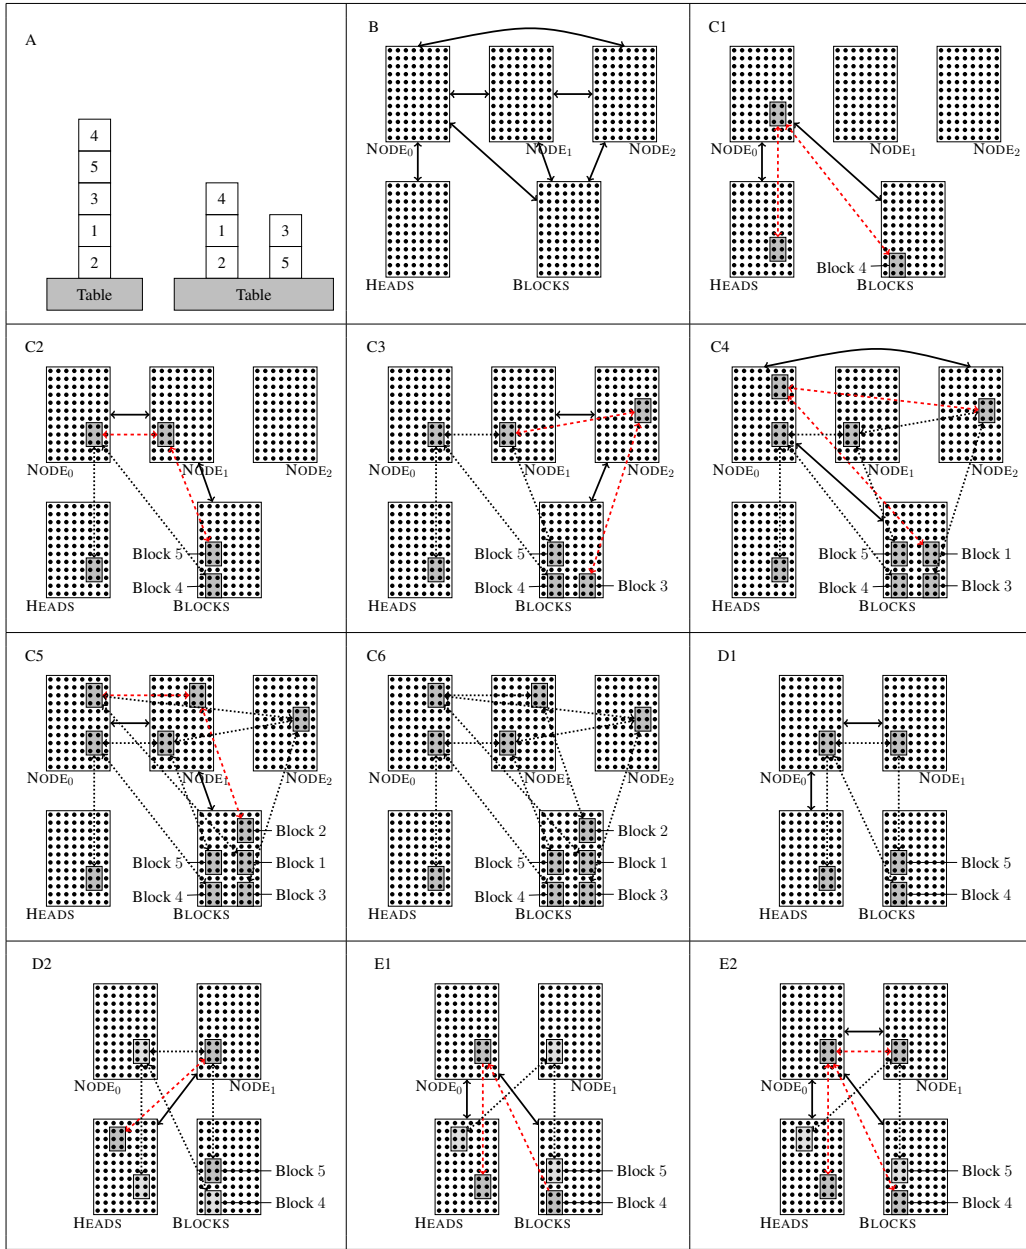 A
4
5
3
1
2
Table
4
1
2
3
5
Table
B
NODE₀ NODE₁ NODE₂
HEADS BLOCKS
C1
NODE₀ NODE₁ NODE₂
Block 4
HEADS BLOCKS
C2
NODE₀ NODE₁ NODE₂
Block 5
Block 4
HEADS BLOCKS
C3
NODE₀ NODE₁ NODE₂
Block 5
Block 4 Block 3
HEADS BLOCKS
C4
NODE₀ NODE₁ NODE₂
Block 5 Block 1
Block 4 Block 3
HEADS BLOCKS
C5
NODE₀ NODE₁ NODE₂
Block 2
Block 5 Block 1
Block 4 Block 3
HEADS BLOCKS
C6
NODE₀ NODE₁ NODE₂
Block 2
Block 5 Block 1
Block 4 Block 3
HEADS BLOCKS
D1
NODE₀ NODE₁
Block 5
Block 4
HEADS BLOCKS
D2
NODE₀ NODE₁
Block 5
Block 4
HEADS BLOCKS
E1
NODE₀ NODE₁
Block 5
Block 4
HEADS BLOCKS
E2
NODE₀ NODE₁
Block 5
Block 4
HEADS BLOCKS